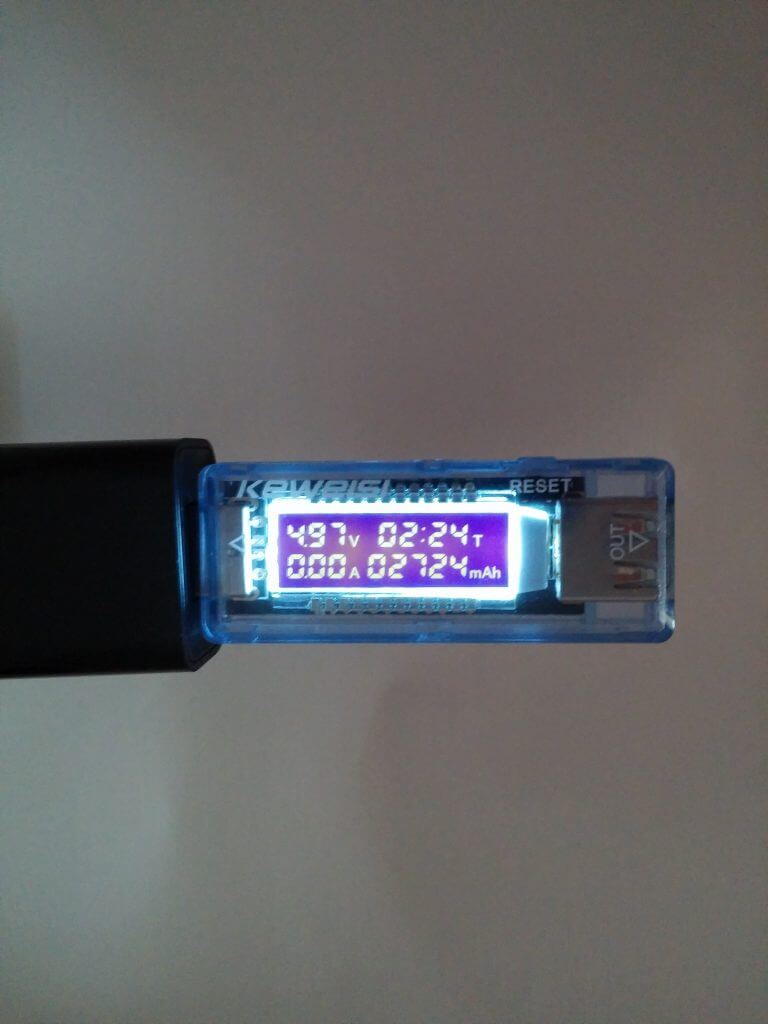 KEWEISI
RESET
4.97V 02:24T
0.00A 02724mAh
OUT